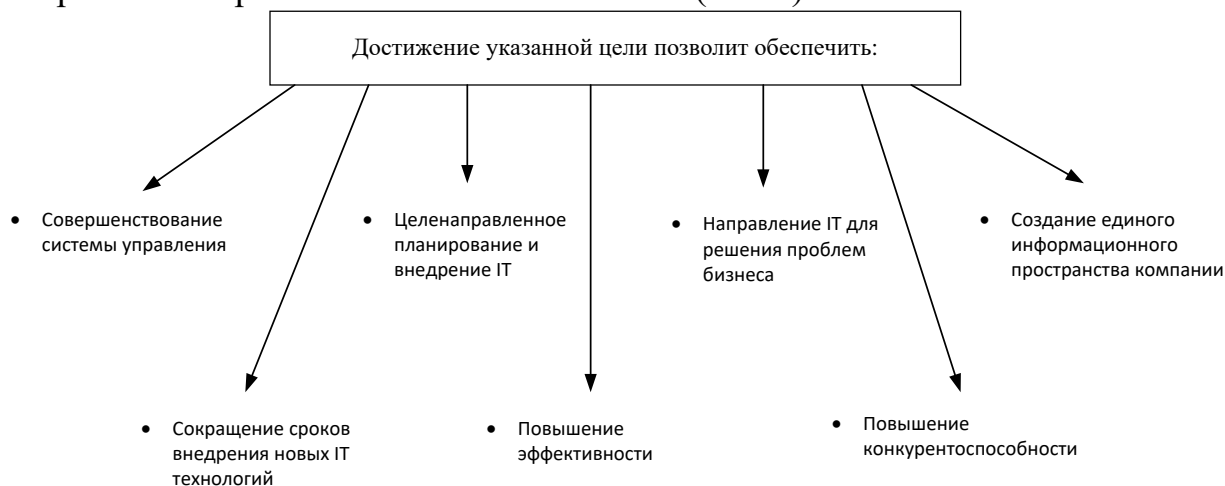 Достижение указанной цели позволит обеспечить:
• Совершенствование
системы управления
• Целенаправленное
планирование и
внедрение IT
• Направление IT для
решения проблем
бизнеса
• Создание единого
информационного
пространства компании
• Сокращение сроков
внедрения новых IT
технологий
• Повышение
эффективности
• Повышение
конкурентоспособности